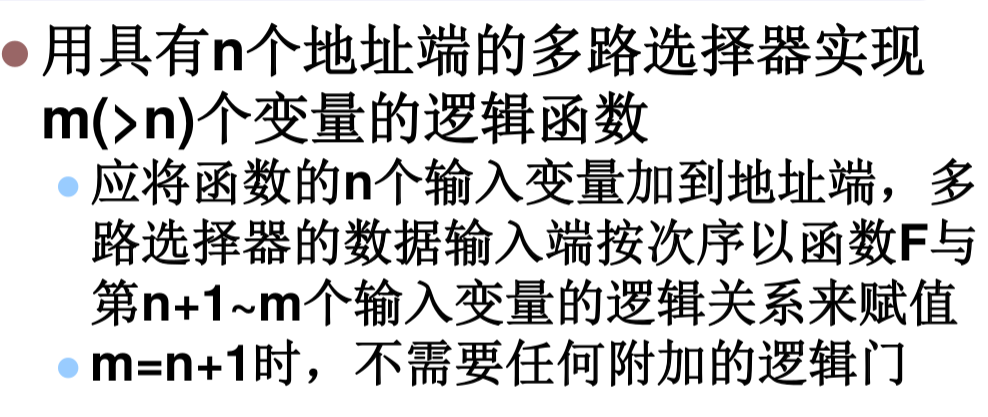 用具有n个地址端的多路选择器实现
m(>n)个变量的逻辑函数
应将函数的n个输入变量加到地址端，多
路选择器的数据输入端按次序以函数F与
第n+1~m个输入变量的逻辑关系来赋值
m=n+1时，不需要任何附加的逻辑门